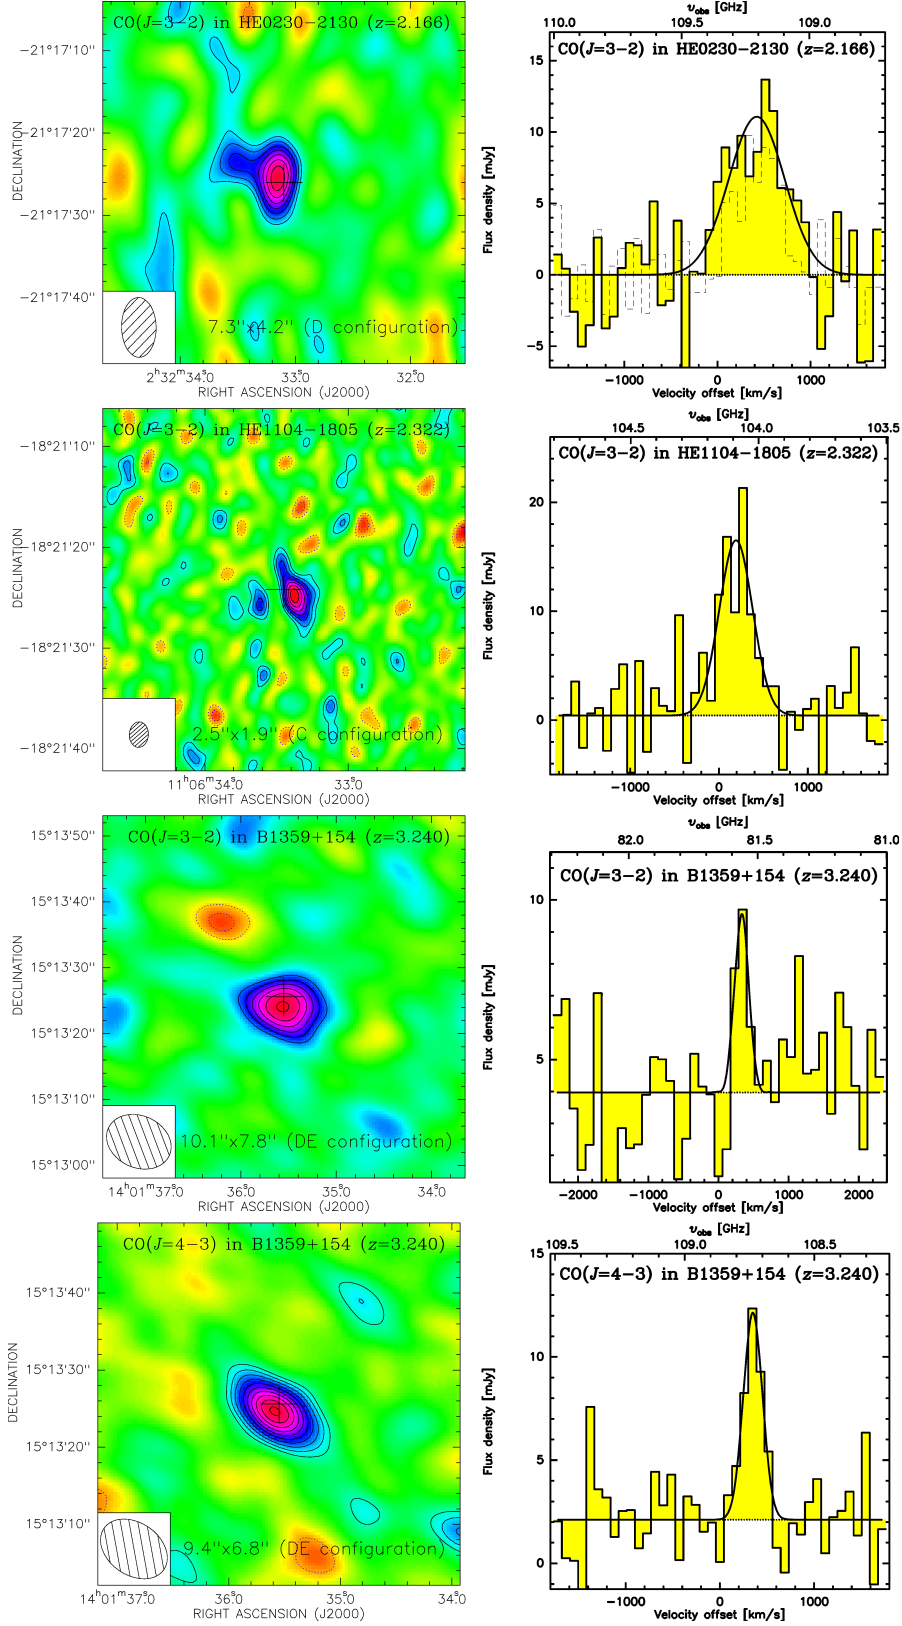 CO(J=3−2) in HE0230−2130 (z=2.166)
−21°17'10''
−21°17'20''
−21°17'30''
−21°17'40''
DECLINATION
7.3''x4.2'' (D configuration)
2ʰ32ᵐ34.ˢ0 33.ˢ0 32.ˢ0
RIGHT ASCENSION (J2000)
νobs [GHz]
110.0 109.5 109.0
CO(J=3−2) in HE0230−2130 (z=2.166)
15
10
5
0
−5
Flux density [mJy]
−1000 0 1000
Velocity offset [km/s]
CO(J=3−2) in HE1104−1805 (z=2.322)
−18°21'10''
−18°21'20''
−18°21'30''
−18°21'40''
DECLINATION
2.5''x1.9'' (C configuration)
11ʰ06ᵐ34.ˢ0 33.ˢ0
RIGHT ASCENSION (J2000)
νobs [GHz]
104.5 104.0 103.5
CO(J=3−2) in HE1104−1805 (z=2.322)
20
10
0
Flux density [mJy]
−1000 0 1000
Velocity offset [km/s]
CO(J=3−2) in B1359+154 (z=3.240)
15°13'50''
15°13'40''
15°13'30''
15°13'20''
15°13'10''
15°13'00''
DECLINATION
10.1''x7.8'' (DE configuration)
14ʰ01ᵐ37.ˢ0 36.ˢ0 35.ˢ0 34.ˢ0
RIGHT ASCENSION (J2000)
νobs [GHz]
82.0 81.5 81.0
CO(J=3−2) in B1359+154 (z=3.240)
10
5
Flux density [mJy]
−2000 −1000 0 1000 2000
Velocity offset [km/s]
CO(J=4−3) in B1359+154 (z=3.240)
15°13'40''
15°13'30''
15°13'20''
15°13'10''
DECLINATION
9.4''x6.8'' (DE configuration)
14ʰ01ᵐ37.ˢ0 36.ˢ0 35.ˢ0 34.ˢ0
RIGHT ASCENSION (J2000)
νobs [GHz]
109.5 109.0 108.5
CO(J=4−3) in B1359+154 (z=3.240)
15
10
5
0
Flux density [mJy]
−1000 0 1000
Velocity offset [km/s]